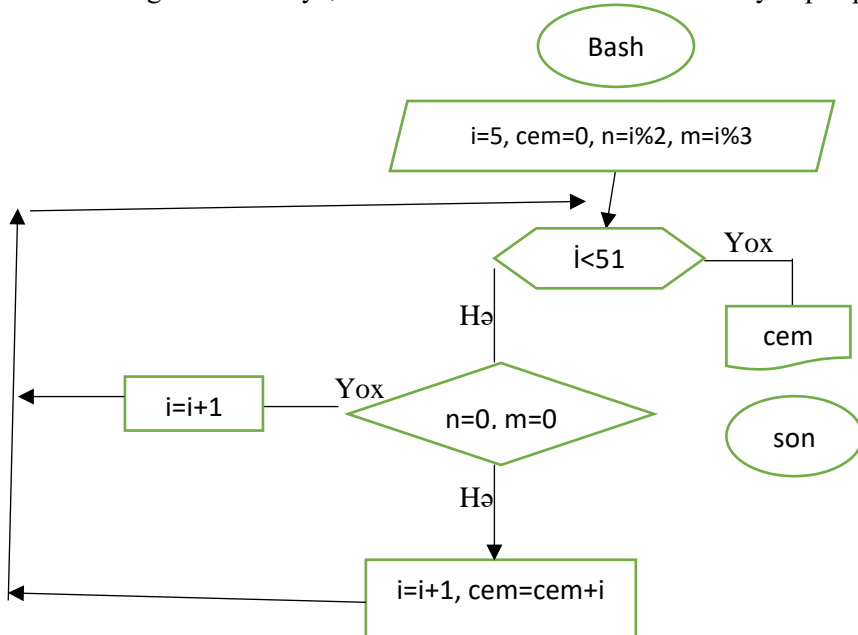 Bash
i=5, cem=0, n=i%2, m=i%3
İ<51
Yox
Hə
cem
Yox
i=i+1
n=0, m=0
son
Hə
i=i+1, cem=cem+i